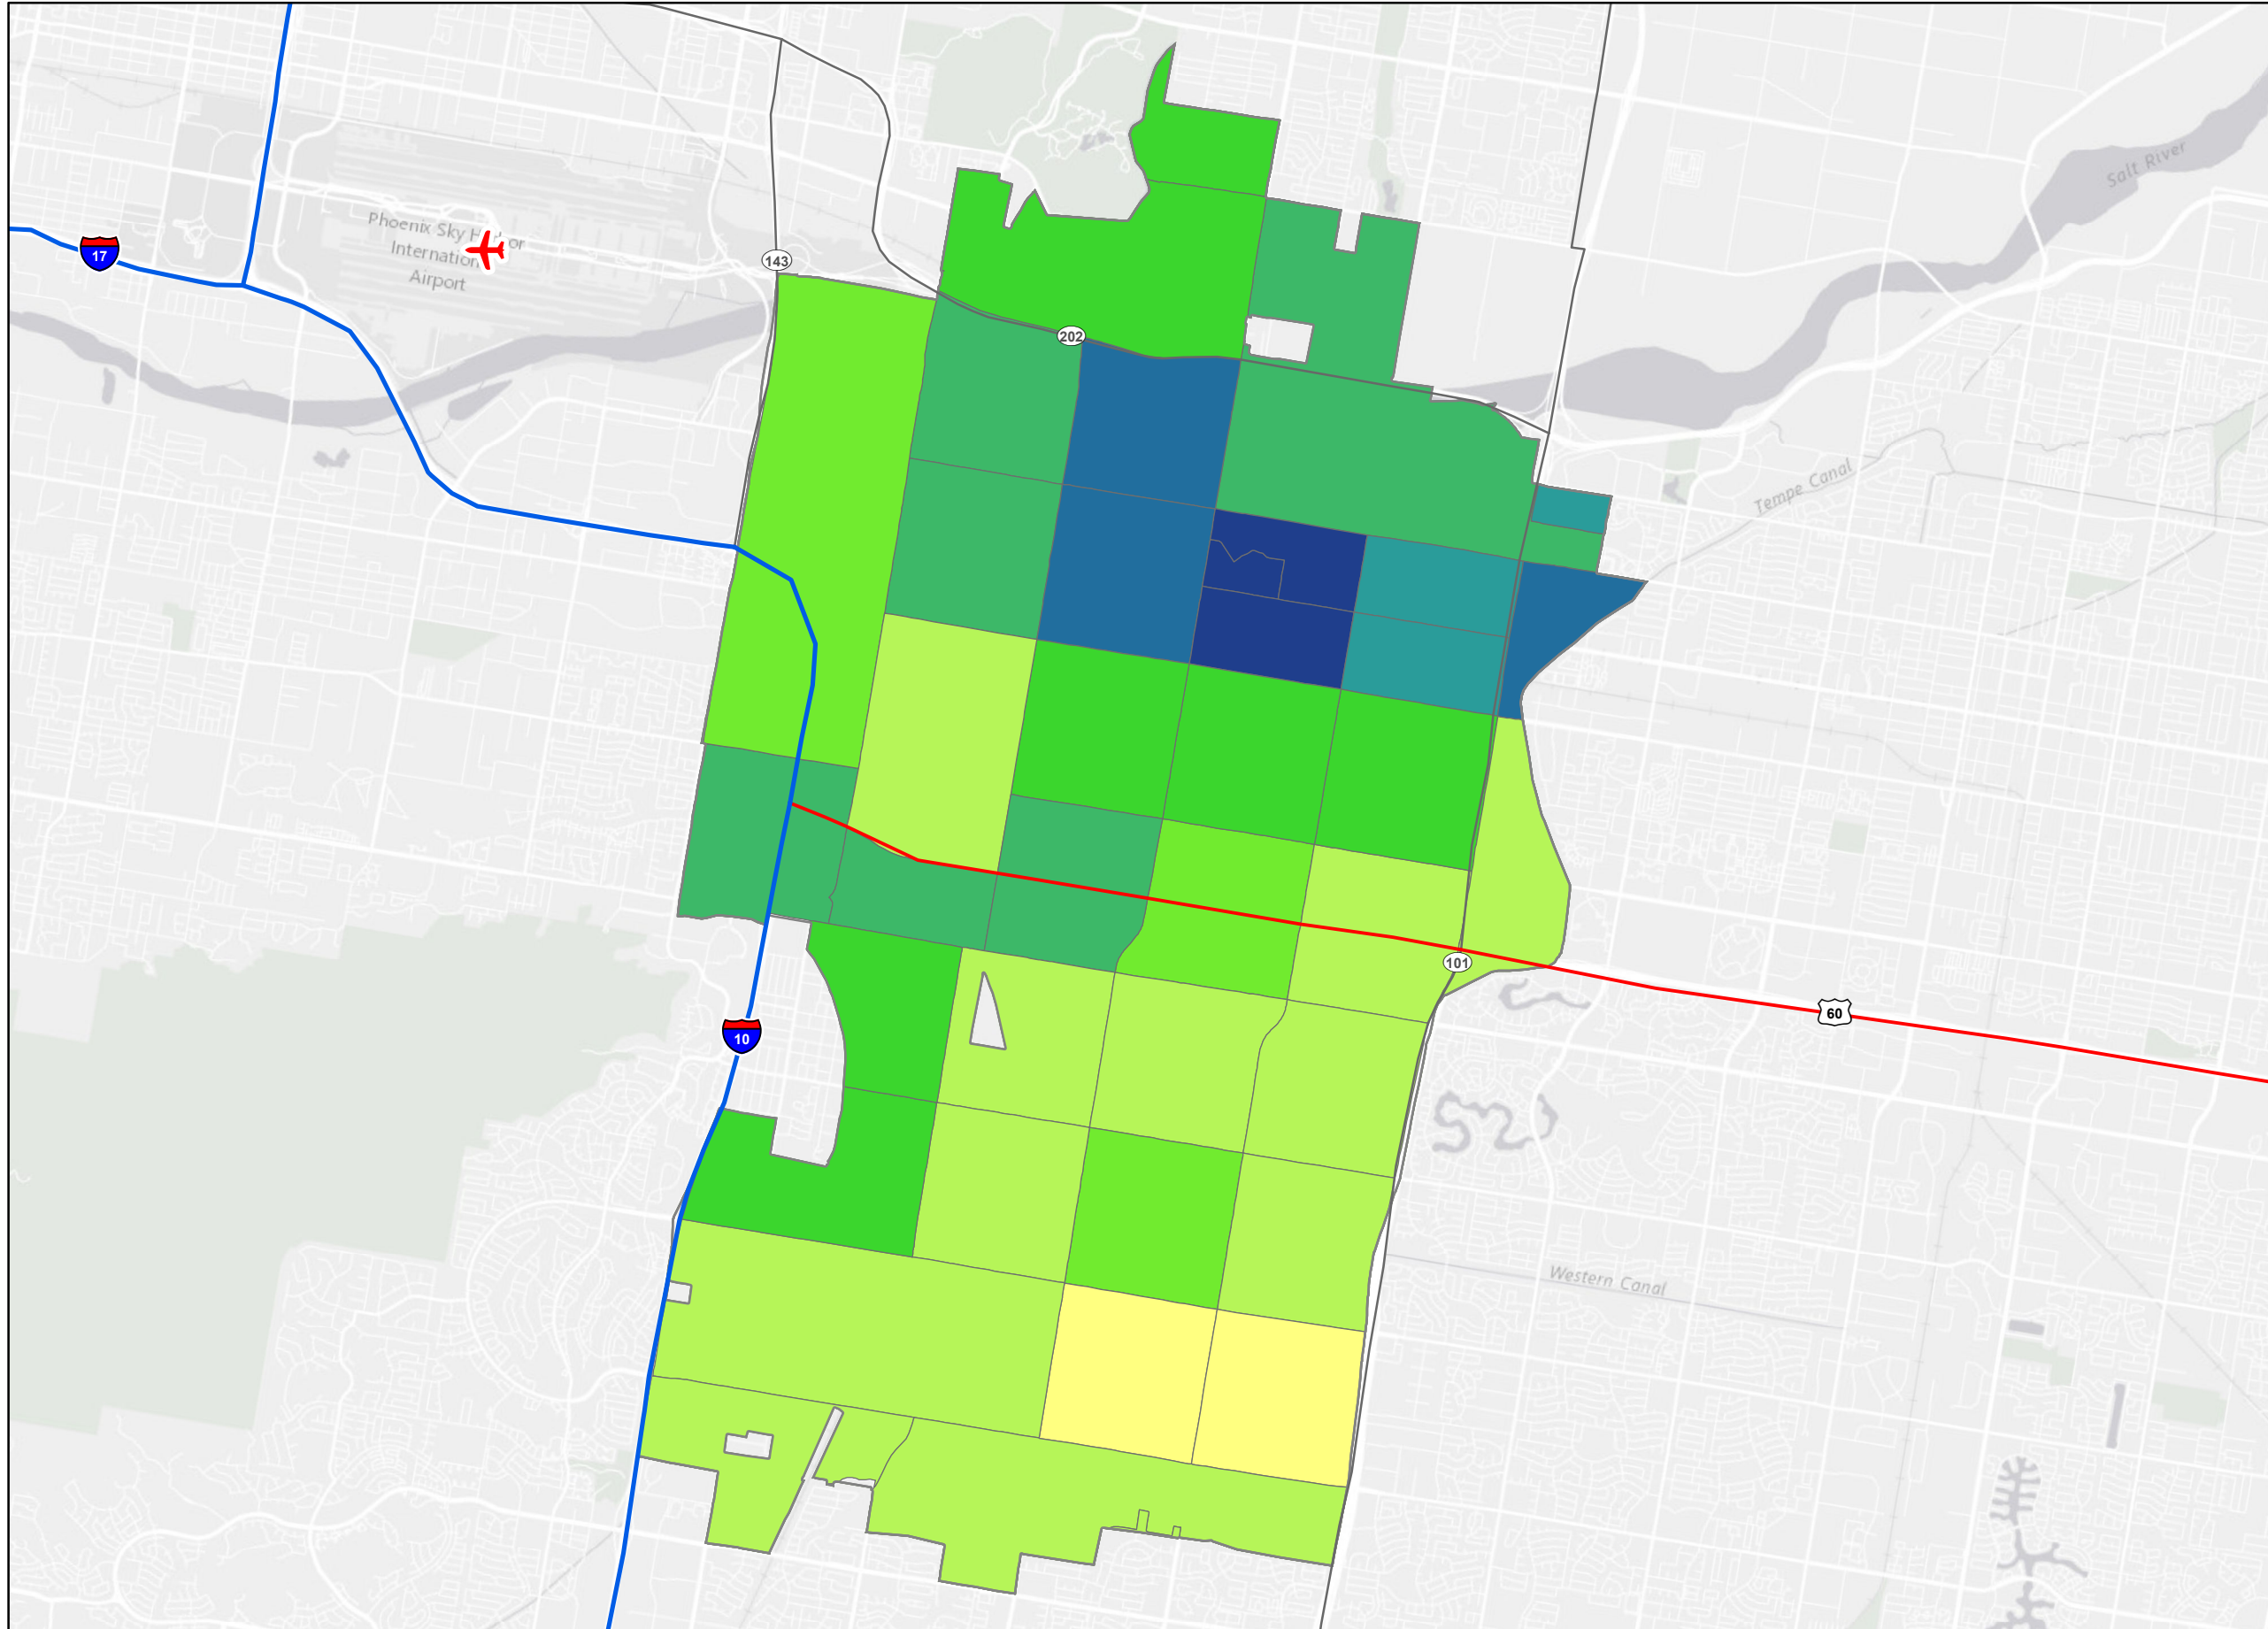 Salt River
Phoenix Sky Harbor
International
Airport
17
143
202
Tempe Canal
101
60
10
Western Canal